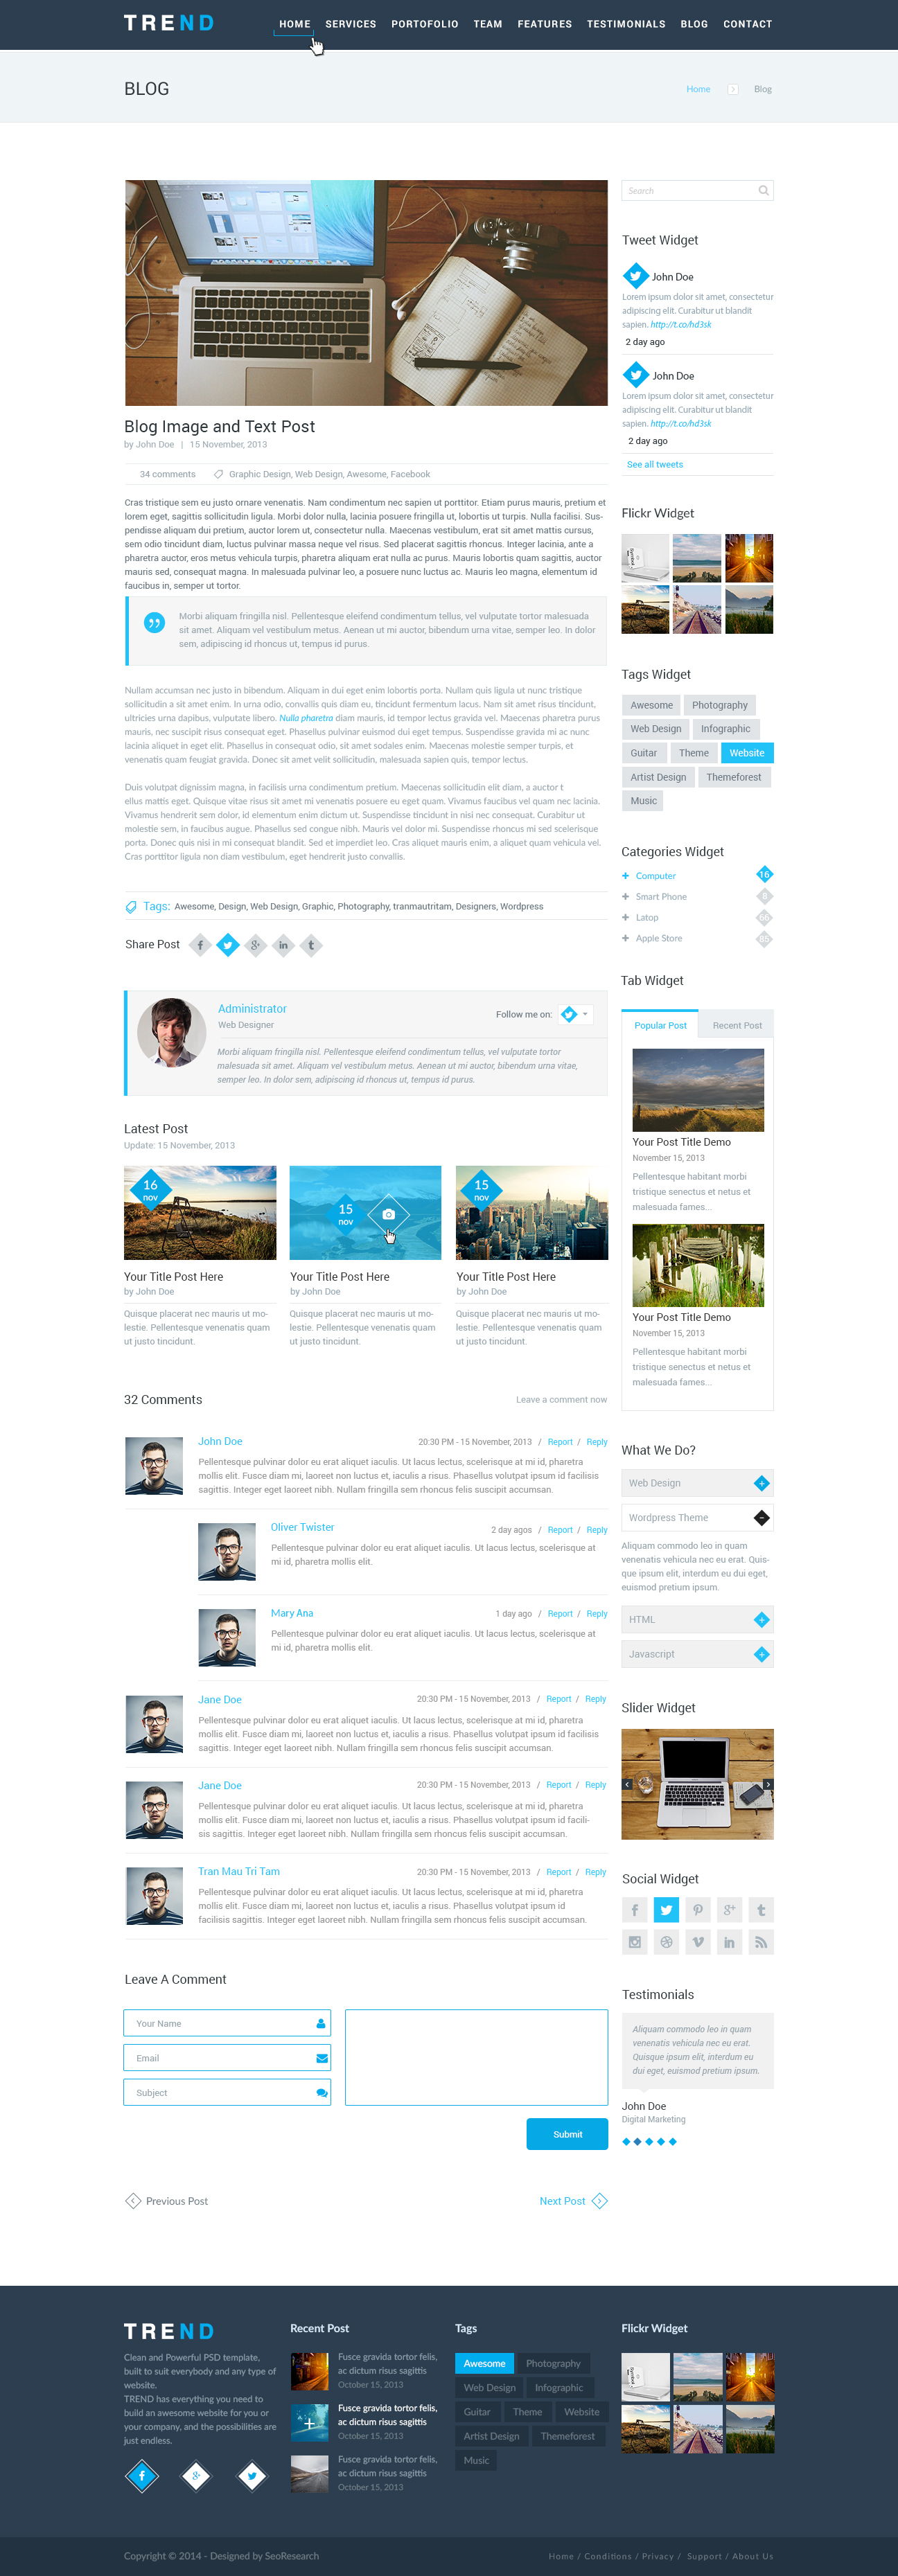 TREND
HOME SERVICES PORTOFOLIO TEAM FEATURES TESTIMONIALS BLOG CONTACT
BLOG
Home Blog
Blog Image and Text Post
by John Doe | 15 November, 2013
34 comments Graphic Design, Web Design, Awesome, Facebook
Cras tristique sem eu justo ornare venenatis. Nam condimentum nec sapien ut porttitor. Etiam purus mauris, pretium et
lorem eget, sagittis sollicitudin ligula. Morbi dolor nulla, lacinia posuere fringilla ut, lobortis ut turpis. Nulla facilisi. Sus-
pendisse aliquam dui pretium, auctor lorem ut, consectetur nulla. Maecenas vestibulum, erat sit amet mattis cursus,
sem odio tincidunt diam, luctus pulvinar massa neque vel risus. Sed placerat sagittis rhoncus. Integer lacinia, ante a
pharetra auctor, eros metus vehicula turpis, pharetra aliquam erat nulla ac purus. Mauris lobortis quam sagittis, auctor
mauris sed, consequat magna. In malesuada pulvinar leo, a posuere nunc luctus ac. Mauris leo magna, elementum id
faucibus in, semper ut tortor.
Morbi aliquam fringilla nisl. Pellentesque eleifend condimentum tellus, vel vulputate tortor malesuada
sit amet. Aliquam vel vestibulum metus. Aenean ut mi auctor, bibendum urna vitae, semper leo. In dolor
sem, adipiscing id rhoncus ut, tempus id purus.
Nullam accumsan nec justo in bibendum. Aliquam in dui eget enim lobortis porta. Nullam quis ligula ut nunc tristique
sollicitudin a sit amet enim. In urna odio, convallis quis diam eu, tincidunt fermentum lacus. Nam sit amet risus tincidunt,
ultricies urna dapibus, vulputate libero. Nulla pharetra diam mauris, id tempor lectus gravida vel. Maecenas pharetra purus
mauris, nec suscipit risus consequat eget. Phasellus pulvinar euismod dui eget tempus. Suspendisse gravida mi ac nunc
lacinia aliquet in eget elit. Phasellus in consequat odio, sit amet sodales enim. Maecenas molestie semper turpis, et
venenatis quam feugiat gravida. Donec sit amet velit sollicitudin, malesuada sapien quis, tempor lectus.
Duis volutpat dignissim magna, in facilisis urna condimentum pretium. Maecenas sollicitudin elit diam, a auctor t
ellus mattis eget. Quisque vitae risus sit amet mi venenatis posuere eu eget quam. Vivamus faucibus vel quam nec lacinia.
Vivamus hendrerit sem dolor, id elementum enim dictum ut. Suspendisse tincidunt in nisi nec consequat. Curabitur ut
molestie sem, in faucibus augue. Phasellus sed congue nibh. Mauris vel dolor mi. Suspendisse rhoncus mi sed scelerisque
porta. Donec quis nisi in mi consequat blandit. Sed et imperdiet leo. Cras aliquet mauris enim, a aliquet quam vehicula vel.
Cras porttitor ligula non diam vestibulum, eget hendrerit justo convallis.
Tags: Awesome, Design, Web Design, Graphic, Photography, tranmautritam, Designers, Wordpress
Share Post
Administrator
Web Designer
Follow me on:
Morbi aliquam fringilla nisl. Pellentesque eleifend condimentum tellus, vel vulputate tortor
malesuada sit amet. Aliquam vel vestibulum metus. Aenean ut mi auctor, bibendum urna vitae,
semper leo. In dolor sem, adipiscing id rhoncus ut, tempus id purus.
Latest Post
Update: 15 November, 2013
16 nov
Your Title Post Here
by John Doe
Quisque placerat nec mauris ut mo-
lestie. Pellentesque venenatis quam
ut justo tincidunt.
15 nov
Your Title Post Here
by John Doe
Quisque placerat nec mauris ut mo-
lestie. Pellentesque venenatis quam
ut justo tincidunt.
15 nov
Your Title Post Here
by John Doe
Quisque placerat nec mauris ut mo-
lestie. Pellentesque venenatis quam
ut justo tincidunt.
32 Comments Leave a comment now
John Doe 20:30 PM - 15 November, 2013 / Report / Reply
Pellentesque pulvinar dolor eu erat aliquet iaculis. Ut lacus lectus, scelerisque at mi id, pharetra
mollis elit. Fusce diam mi, laoreet non luctus et, iaculis a risus. Phasellus volutpat ipsum id facilisis
sagittis. Integer eget laoreet nibh. Nullam fringilla sem rhoncus felis suscipit accumsan.
Oliver Twister 2 day agos / Report / Reply
Pellentesque pulvinar dolor eu erat aliquet iaculis. Ut lacus lectus, scelerisque at
mi id, pharetra mollis elit.
Mary Ana 1 day ago / Report / Reply
Pellentesque pulvinar dolor eu erat aliquet iaculis. Ut lacus lectus, scelerisque at
mi id, pharetra mollis elit.
Jane Doe 20:30 PM - 15 November, 2013 / Report / Reply
Pellentesque pulvinar dolor eu erat aliquet iaculis. Ut lacus lectus, scelerisque at mi id, pharetra
mollis elit. Fusce diam mi, laoreet non luctus et, iaculis a risus. Phasellus volutpat ipsum id facilisis
sagittis. Integer eget laoreet nibh. Nullam fringilla sem rhoncus felis suscipit accumsan.
Jane Doe 20:30 PM - 15 November, 2013 / Report / Reply
Pellentesque pulvinar dolor eu erat aliquet iaculis. Ut lacus lectus, scelerisque at mi id, pharetra
mollis elit. Fusce diam mi, laoreet non luctus et, iaculis a risus. Phasellus volutpat ipsum id facili-
sis sagittis. Integer eget laoreet nibh. Nullam fringilla sem rhoncus felis suscipit accumsan.
Tran Mau Tri Tam 20:30 PM - 15 November, 2013 / Report / Reply
Pellentesque pulvinar dolor eu erat aliquet iaculis. Ut lacus lectus, scelerisque at mi id, pharetra
mollis elit. Fusce diam mi, laoreet non luctus et, iaculis a risus. Phasellus volutpat ipsum id
facilisis sagittis. Integer eget laoreet nibh. Nullam fringilla sem rhoncus felis suscipit accumsan.
Leave A Comment
Your Name
Email
Subject
Submit
Previous Post Next Post
Search
Tweet Widget
John Doe
Lorem ipsum dolor sit amet, consectetur
adipiscing elit. Curabitur ut blandit
sapien. http://t.co/hd3sk
2 day ago
John Doe
Lorem ipsum dolor sit amet, consectetur
adipiscing elit. Curabitur ut blandit
sapien. http://t.co/hd3sk
2 day ago
See all tweets
Flickr Widget
Tags Widget
Awesome Photography
Web Design Infographic
Guitar Theme Website
Artist Design Themeforest
Music
Categories Widget
Computer 16
Smart Phone 8
Latop 66
Apple Store 85
Tab Widget
Popular Post Recent Post
Your Post Title Demo
November 15, 2013
Pellentesque habitant morbi
tristique senectus et netus et
malesuada fames...
Your Post Title Demo
November 15, 2013
Pellentesque habitant morbi
tristique senectus et netus et
malesuada fames...
What We Do?
Web Design
Wordpress Theme
Aliquam commodo leo in quam
venenatis vehicula nec eu erat. Quis-
que ipsum elit, interdum eu dui eget,
euismod pretium ipsum.
HTML
Javascript
Slider Widget
Social Widget
Testimonials
Aliquam commodo leo in quam
venenatis vehicula nec eu erat.
Quisque ipsum elit, interdum eu
dui eget, euismod pretium ipsum.
John Doe
Digital Marketing
TREND
Clean and Powerful PSD template,
built to suit everybody and any type of
website.
TREND has everything you need to
build an awesome website for you or
your company, and the possibilities are
just endless.
Recent Post
Fusce gravida tortor felis,
ac dictum risus sagittis
October 15, 2013
Fusce gravida tortor felis,
ac dictum risus sagittis
October 15, 2013
Fusce gravida tortor felis,
ac dictum risus sagittis
October 15, 2013
Tags
Awesome Photography
Web Design Infographic
Guitar Theme Website
Artist Design Themeforest
Music
Flickr Widget
Copyright © 2014 - Designed by SeoResearch
Home / Conditions / Privacy / Support / About Us